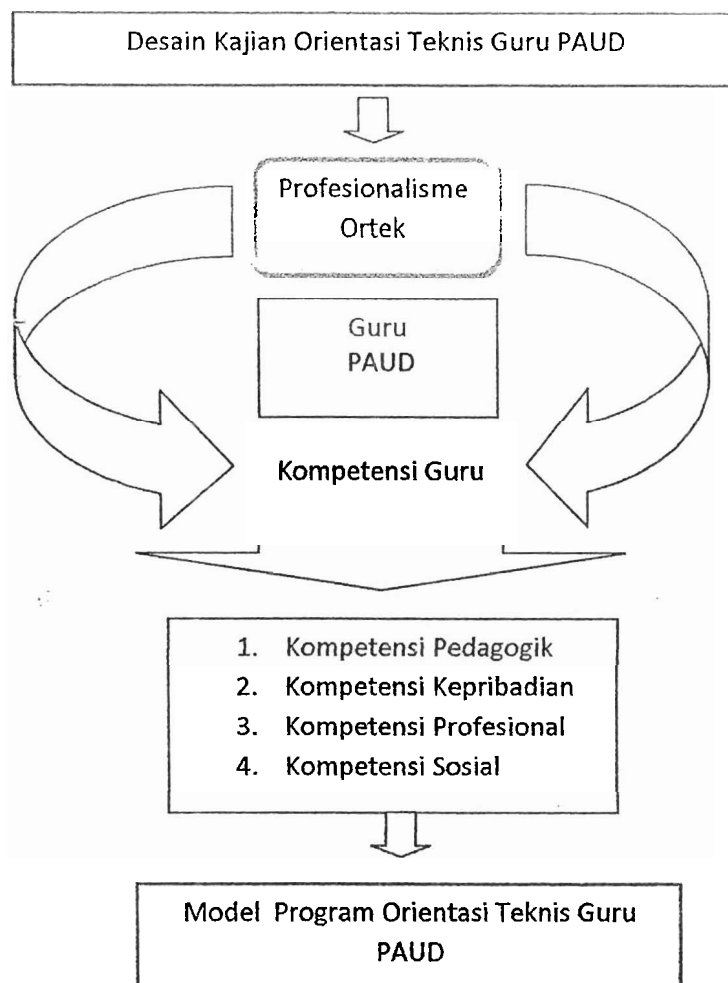 Desain Kajian Orientasi Teknis Guru PAUD
Profesionalisme
Ortek
Guru
PAUD
Kompetensi Guru
1. Kompetensi Pedagogik
2. Kompetensi Kepribadian
3. Kompetensi Profesional
4. Kompetensi Sosial
Model Program Orientasi Teknis Guru
PAUD